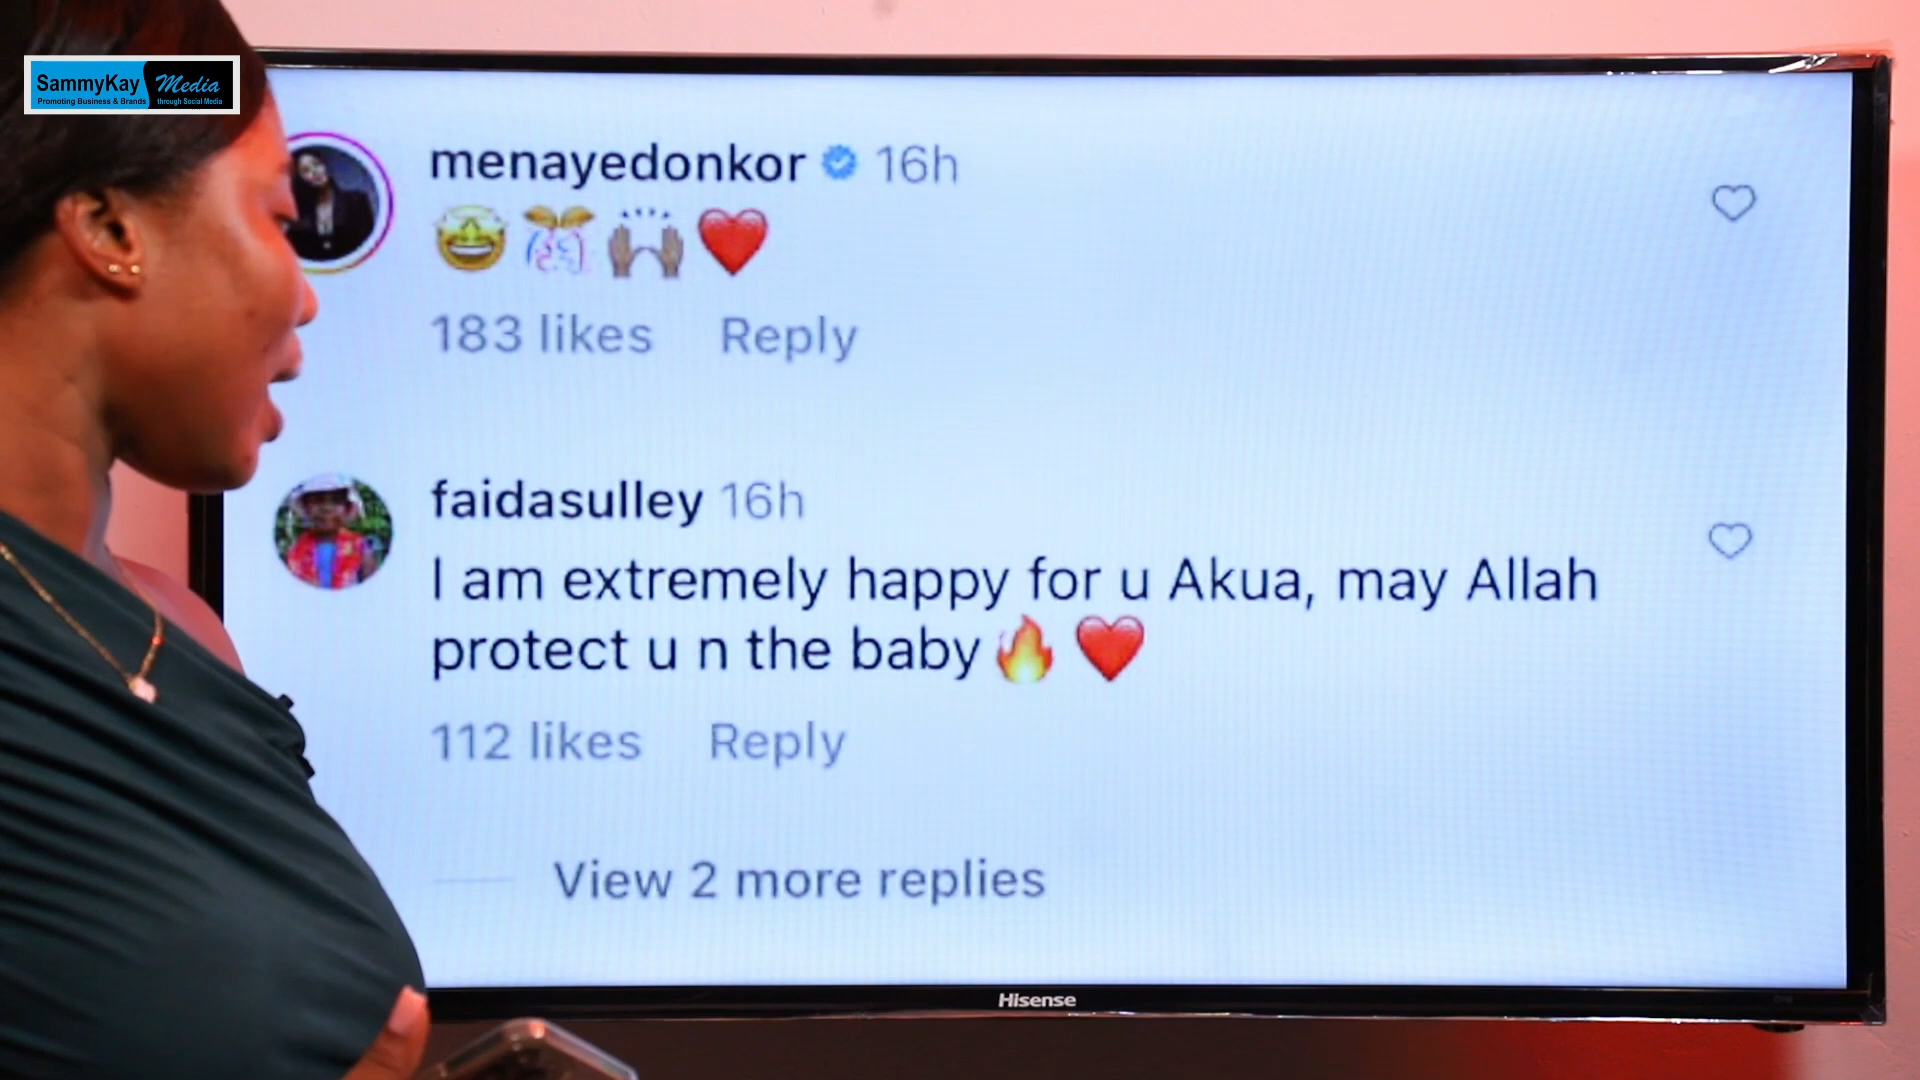 SammyKay Media
Promoting Business & Brands through Social Media
menayedonkor 16h
🤩 🎊 🙌🏾 ❤️
183 likes Reply
faidasulley 16h
I am extremely happy for u Akua, may Allah
protect u n the baby 🔥 ❤️
112 likes Reply
View 2 more replies
Hisense